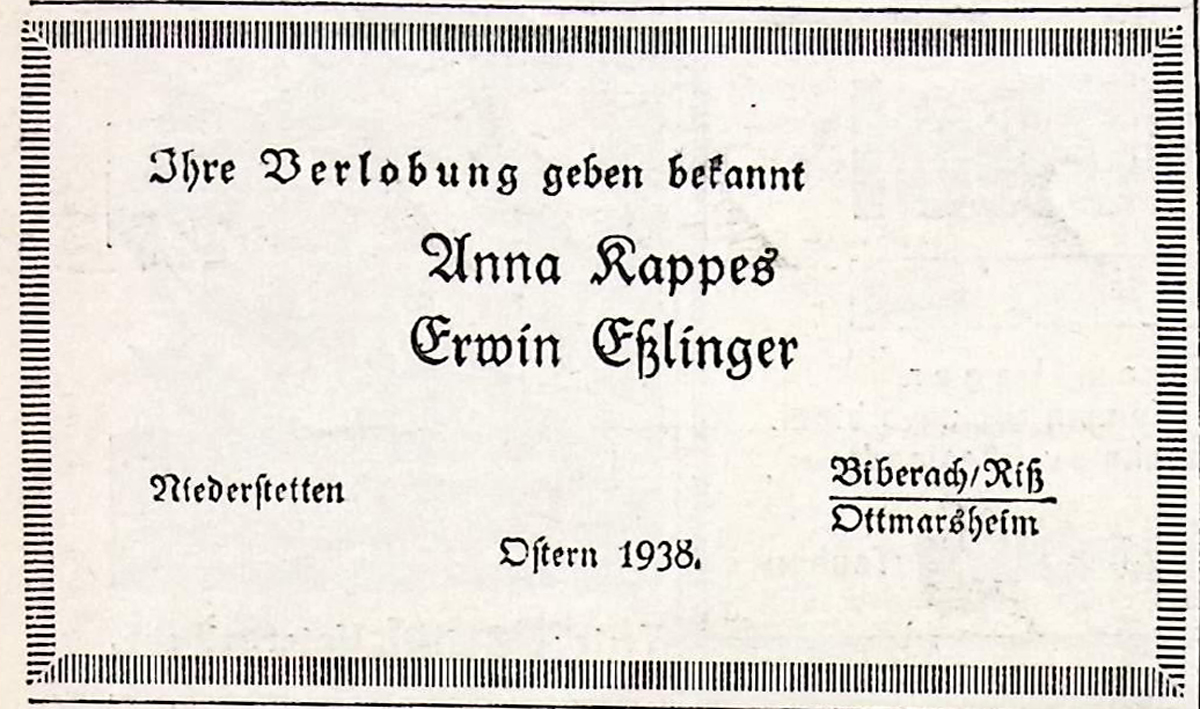 Ihre Verlobung geben bekannt
Anna Kappes
Erwin Eßlinger
Niederstetten
Biberach/Riß
Ottmarsheim
Ostern 1938.